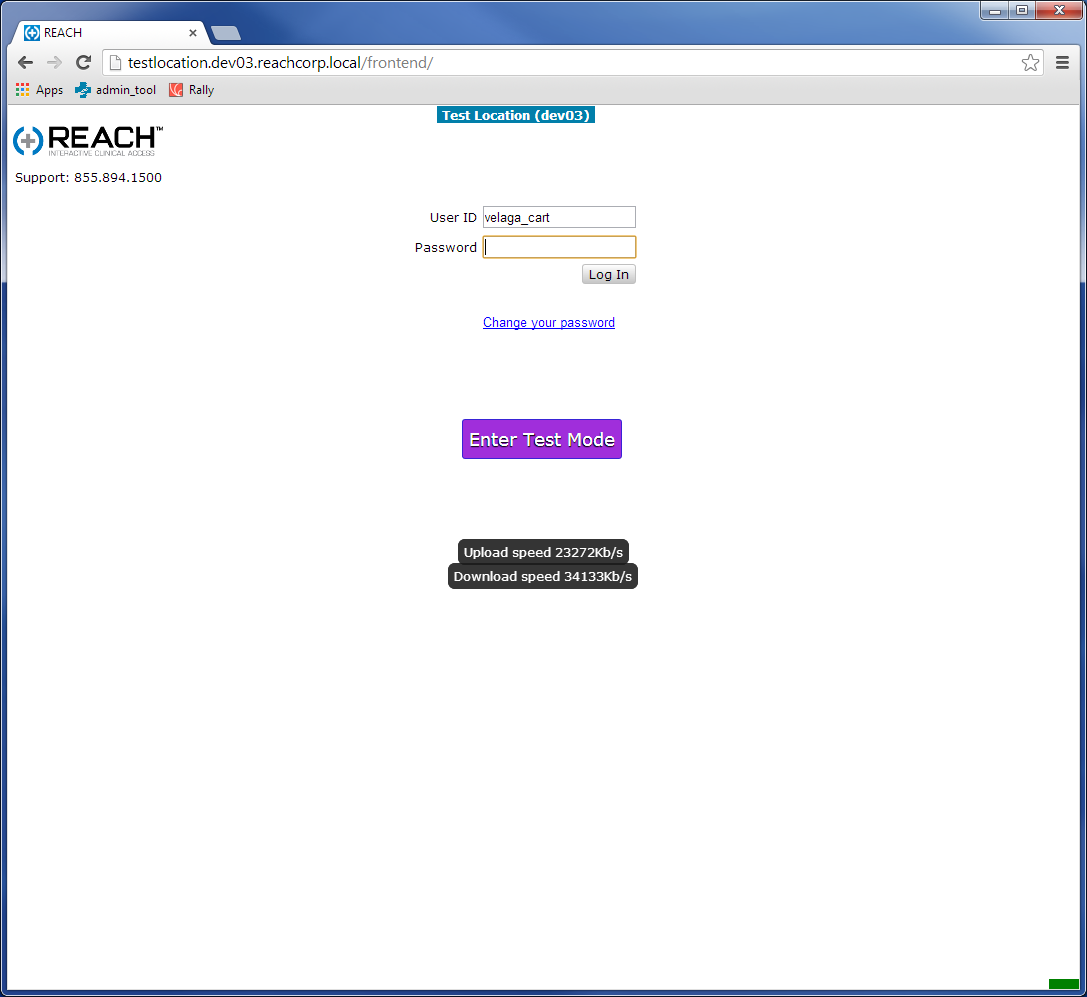 REACH
testlocation.dev03.reachcorp.local/frontend/
Apps admin_tool Rally
Test Location (dev03)
REACH™
INTERACTIVE CLINICAL ACCESS
Support: 855.894.1500
User ID velaga_cart
Password
Log In
Change your password
Enter Test Mode
Upload speed 23272Kb/s
Download speed 34133Kb/s